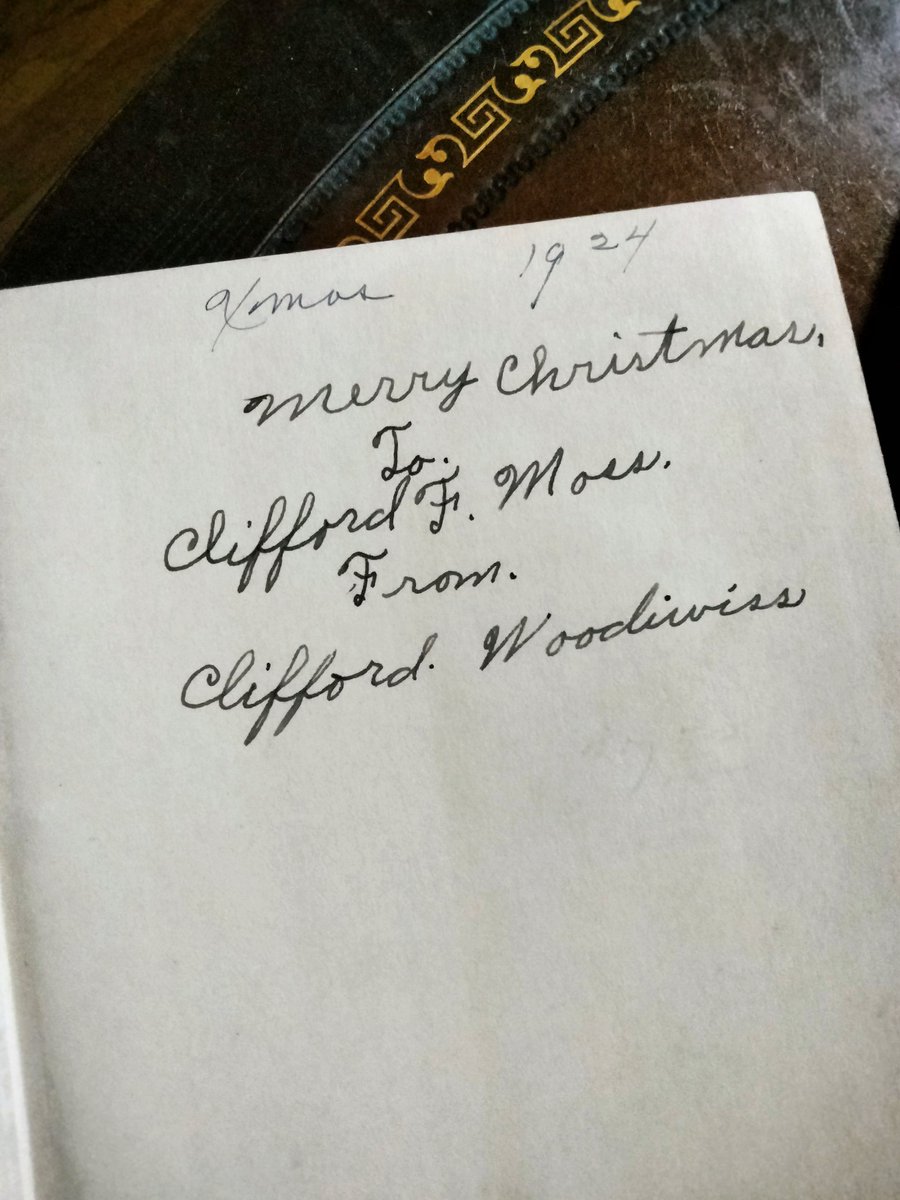 Xmas 1924
Merry Christmas.
To.
Clifford F. Moss.
From.
Clifford. Woodiwiss